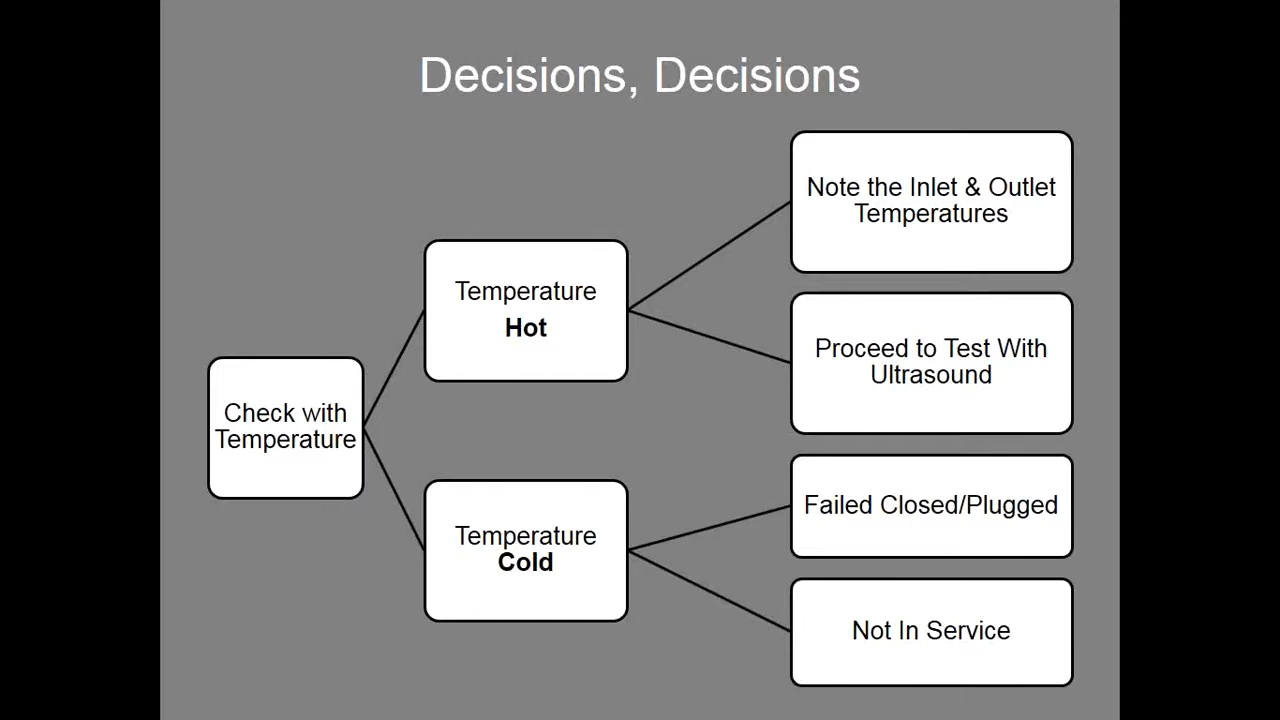 Decisions, Decisions
Check with
Temperature
Temperature
Hot
Temperature
Cold
Note the Inlet & Outlet
Temperatures
Proceed to Test With
Ultrasound
Failed Closed/Plugged
Not In Service